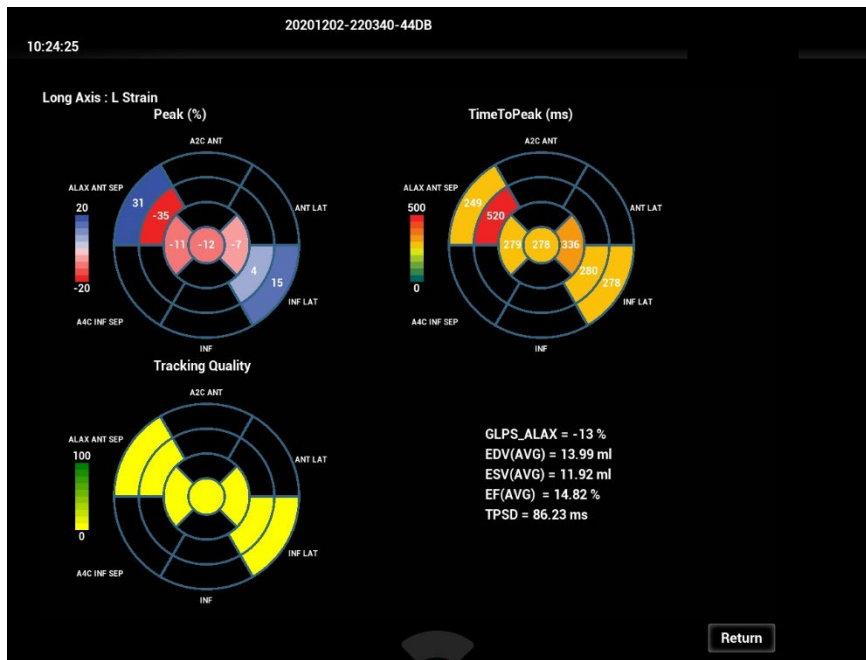 20201202-220340-44DB
10:24:25
Long Axis : L Strain
Peak (%)
A2C ANT
ALAX ANT SEP
20
-20
31
-35
ANT LAT
-11
-12
-7
4
15
INF LAT
A4C INF SEP
INF
TimeToPeak (ms)
A2C ANT
ALAX ANT SEP
500
0
249
520
ANT LAT
279
278
336
280
278
INF LAT
A4C INF SEP
INF
Tracking Quality
A2C ANT
ALAX ANT SEP
100
0
ANT LAT
INF LAT
A4C INF SEP
INF
GLPS_ALAX = -13 %
EDV(AVG) = 13.99 ml
ESV(AVG) = 11.92 ml
EF(AVG) = 14.82 %
TPSD = 86.23 ms
Return